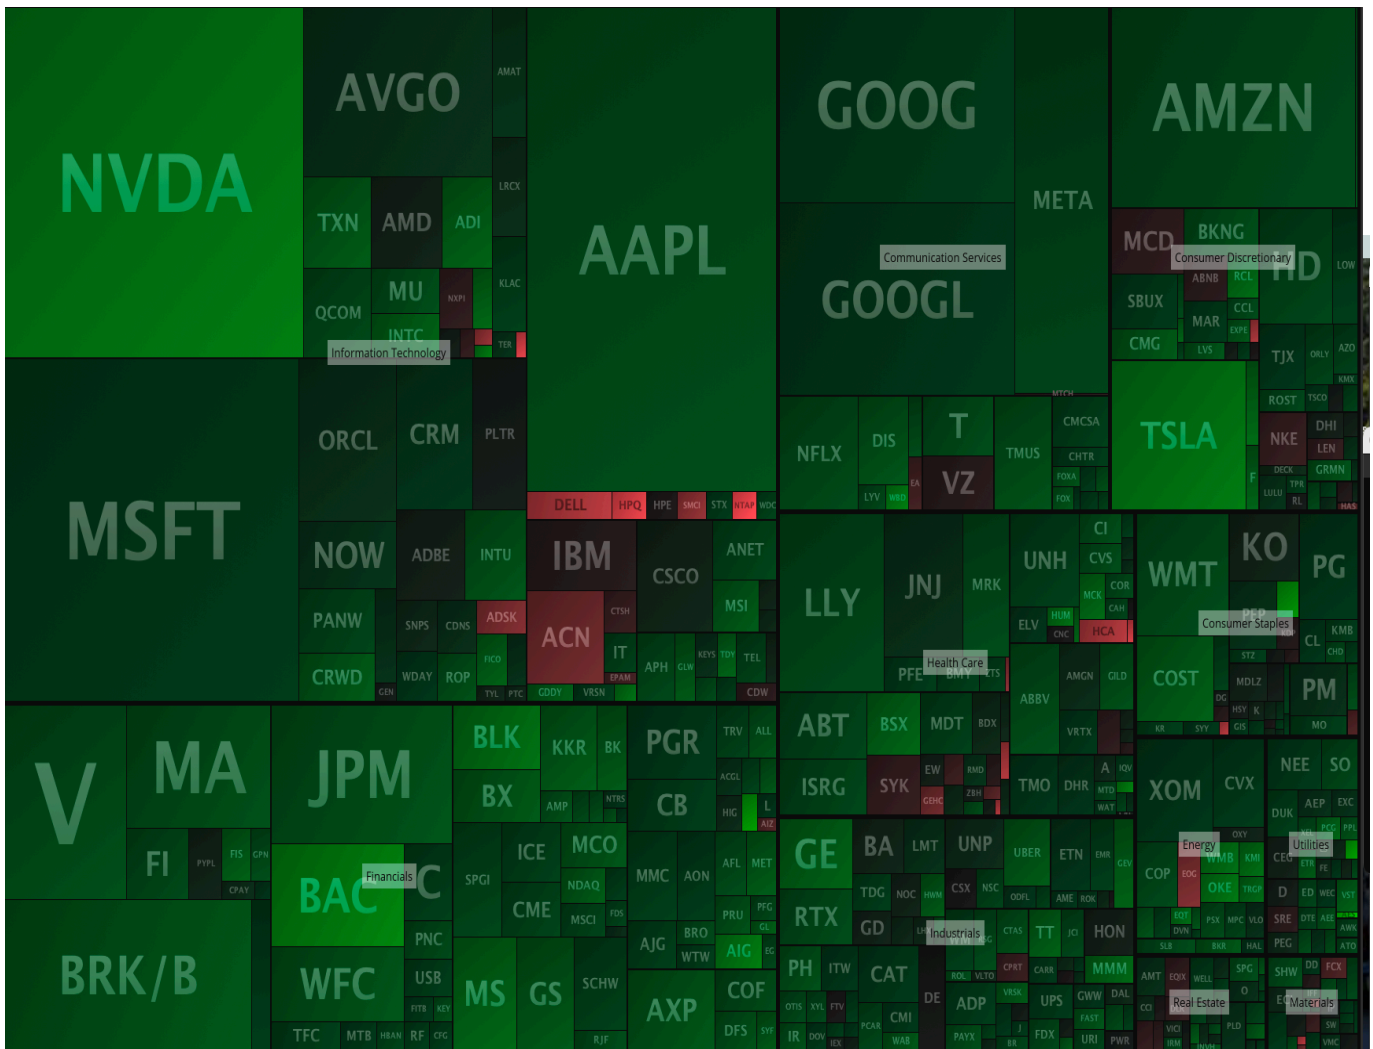 NVDA
AVGO
AMAT
LRCX
TXN
AMD
ADI
KLAC
QCOM
MU
NXPI
INTC
TER
Information Technology
AAPL
MSFT
ORCL
CRM
PLTR
NOW
ADBE
INTU
PANW
SNPS
CDNS
ADSK
CRWD
GEN
WDAY
ROP
FICO
TYL
PTC
DELL
HPQ
HPE
SMCI
STX
NTAP
WDC
IBM
CSCO
ANET
ACN
CTSH
MSI
IT
EPAM
GDDY
VRSN
APH
GLW
KEYS
TDY
TEL
CDW
GOOG
META
Communication Services
GOOGL
MTCH
NFLX
DIS
T
VZ
TMUS
CMCSA
CHTR
FOXA
FOX
LYV
WBD
EA
AMZN
MCD
BKNG
HD
LOW
Consumer Discretionary
ABNB
RCL
SBUX
MAR
CCL
EXPE
CMG
LVS
TJX
ORLY
AZO
KMX
ROST
TSCO
TSLA
F
NKE
DHI
LEN
DECK
GRMN
LULU
TPR
RL
HAS
LLY
JNJ
MRK
UNH
CI
CVS
MCK
COR
CAH
ELV
HUM
CNC
HCA
Health Care
PFE
BMY
ZTS
ABBV
AMGN
GILD
VRTX
ABT
BSX
MDT
BDX
ISRG
SYK
EW
RMD
GEHC
ZBH
TMO
DHR
A
IQV
MTD
WAT
WMT
KO
PG
PEP
Consumer Staples
CL
KMB
CHD
STZ
COST
MDLZ
PM
DG
HSY
K
KR
SYY
GIS
MO
V
MA
FI
PYPL
FIS
GPN
CPAY
BRK/B
JPM
BAC
C
Financials
WFC
PNC
USB
FITB
KEY
TFC
MTB
HBAN
RF
CFG
BLK
KKR
BK
BX
AMP
NTRS
SPGI
ICE
MCO
CME
NDAQ
MSCI
FDS
MS
GS
SCHW
RJF
PGR
TRV
ALL
CB
ACGL
HIG
L
AIZ
MMC
AON
AFL
MET
AJG
BRO
WTW
PRU
PFG
GL
AIG
EG
AXP
COF
DFS
SYF
GE
BA
LMT
UNP
UBER
ETN
EMR
GEV
RTX
TDG
NOC
HWM
CSX
NSC
ODFL
AME
ROK
GD
Industrials
CTAS
TT
JCI
HON
PH
ITW
CAT
DE
ROL
VLTO
CPRT
CARR
MMM
OTIS
XYL
FTV
ADP
VRSK
UPS
GWW
DAL
IR
DOV
IEX
PCAR
CMI
WAB
PAYX
J
BR
FDX
FAST
URI
PWR
XOM
CVX
OXY
Energy
COP
EOG
WMB
KMI
OKE
TRGP
EQT
DVN
PSX
MPC
VLO
SLB
BKR
HAL
NEE
SO
DUK
AEP
EXC
XEL
PCG
PPL
Utilities
CEG
ETR
FE
D
ED
WEC
VST
SRE
DTE
AEE
AWK
PEG
ATO
AMT
EQIX
WELL
SPG
O
Real Estate
CCI
VICI
IRM
INVH
PLD
SHW
DD
FCX
Materials
SW
VMC